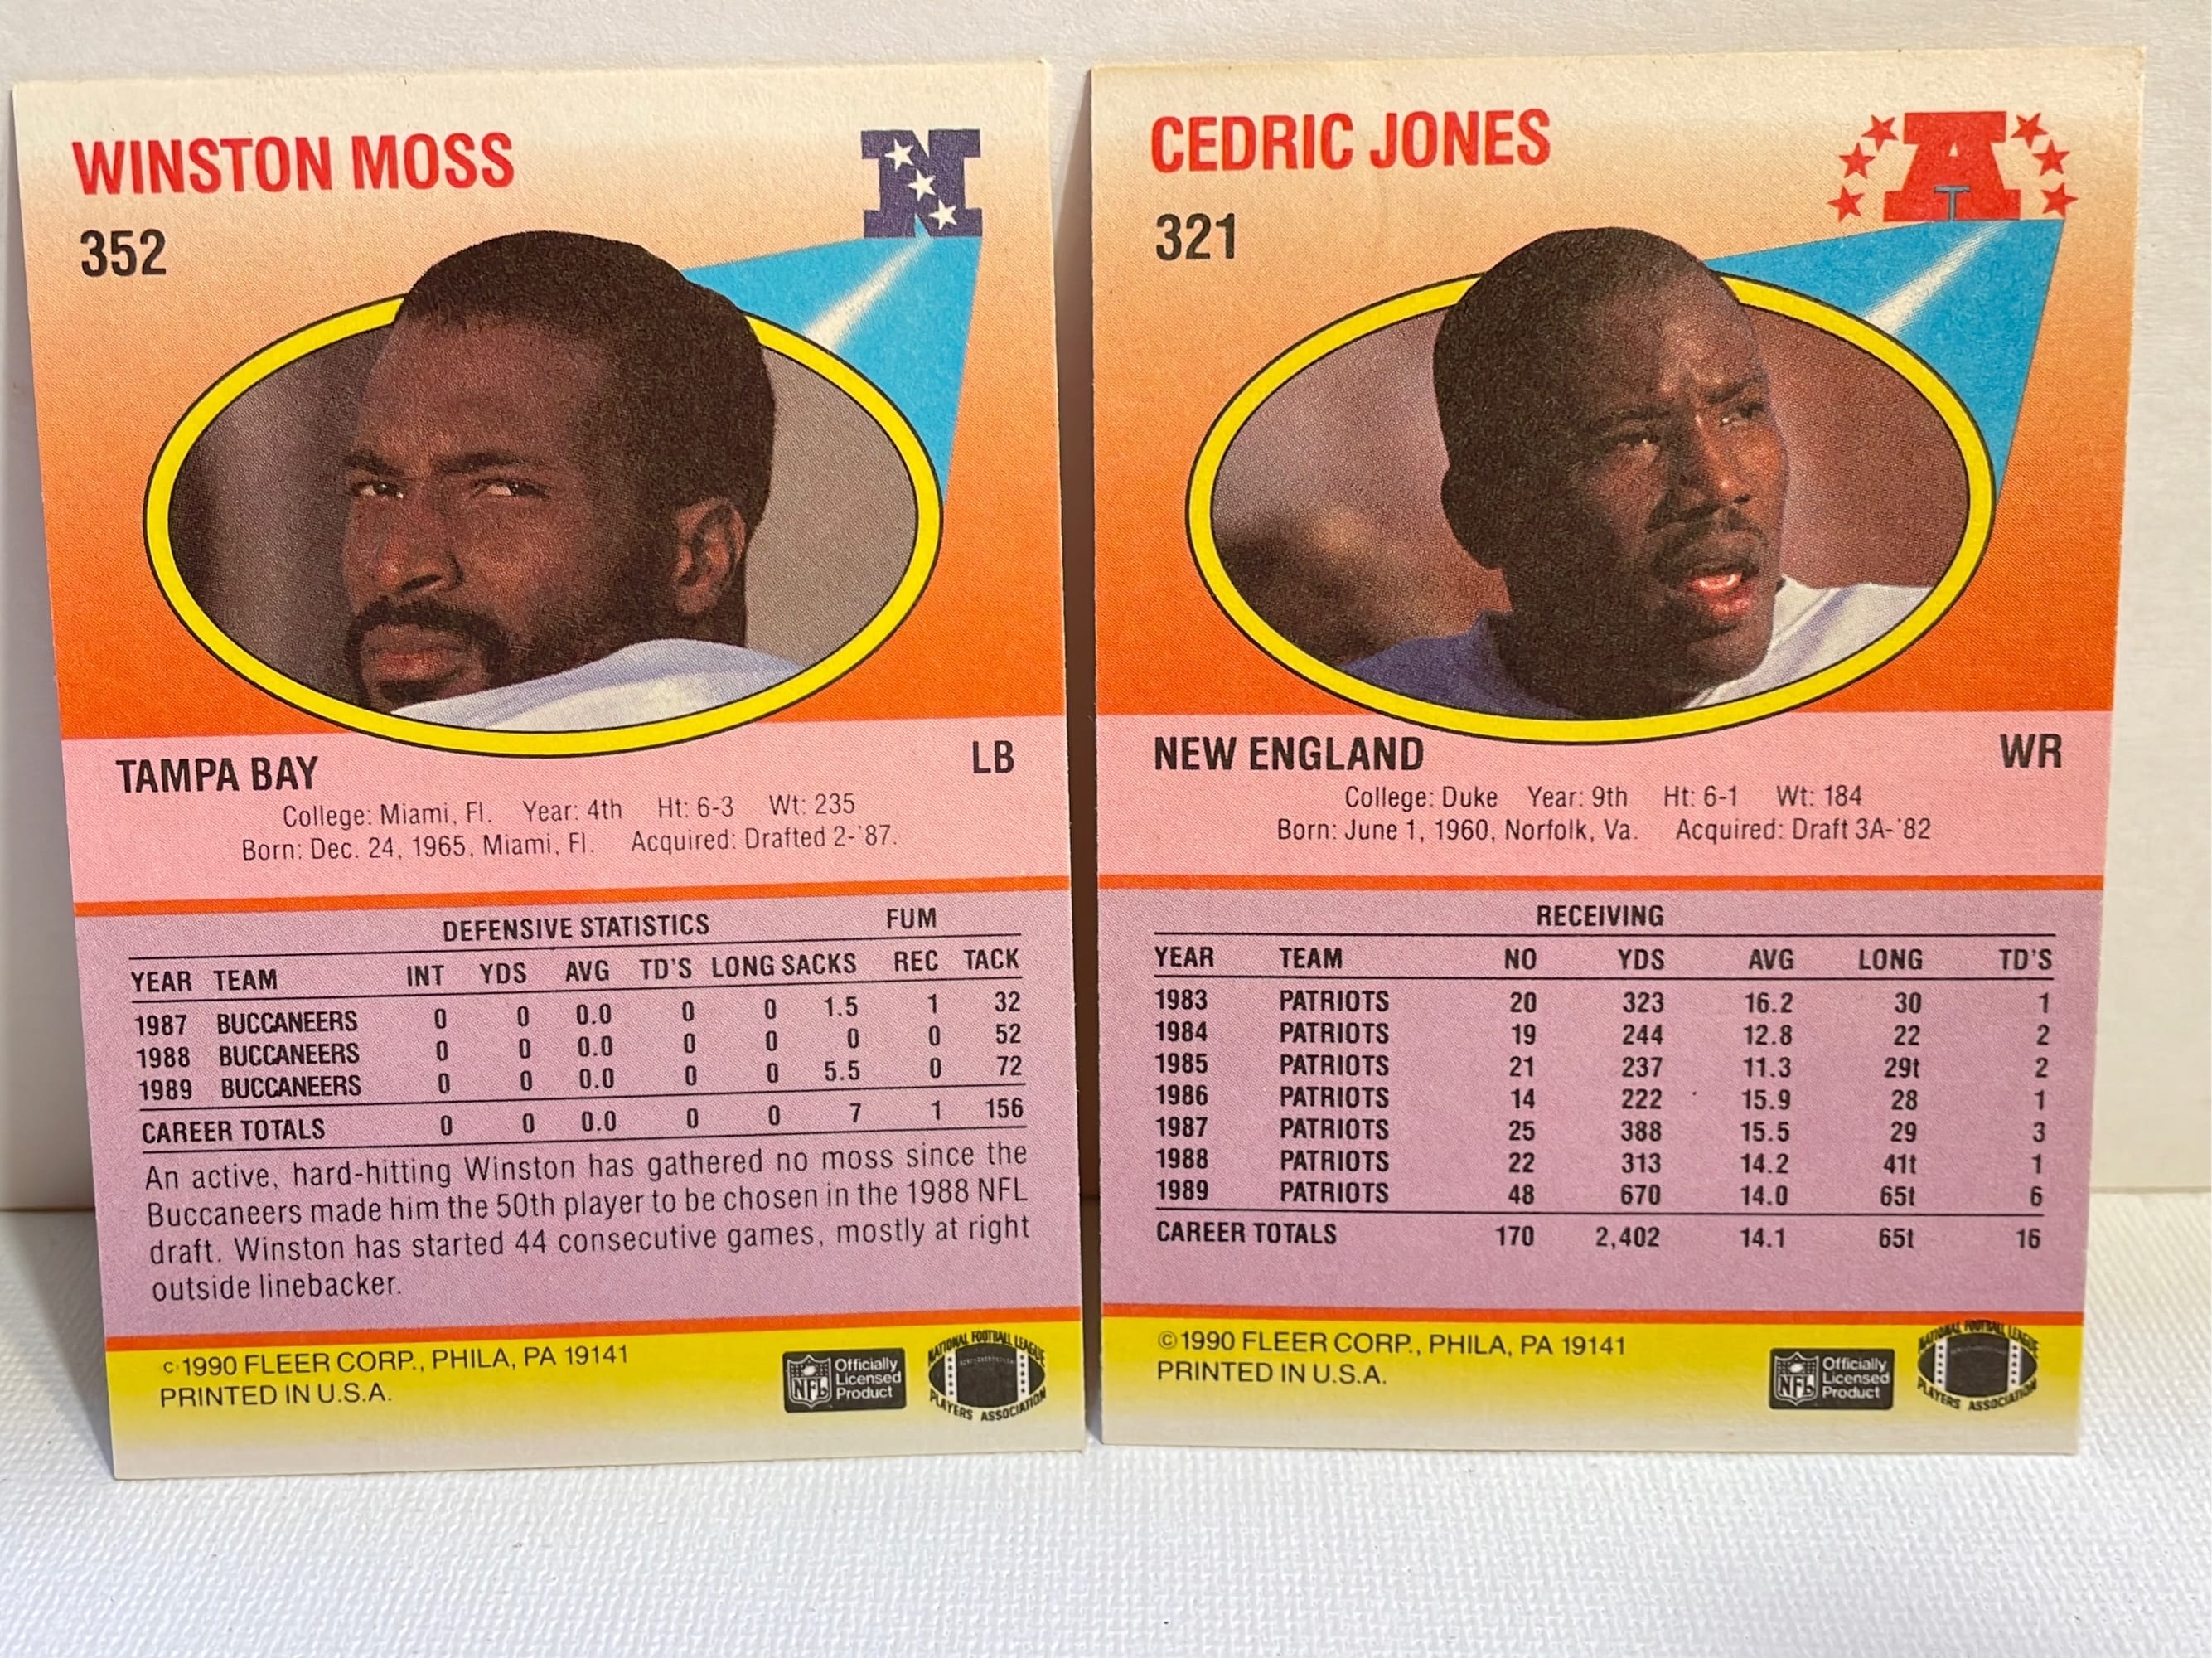 WINSTON MOSS
352
N
TAMPA BAY LB
College: Miami, Fl. Year: 4th Ht: 6-3 Wt: 235
Born: Dec. 24, 1965, Miami, Fl. Acquired: Drafted 2-'87.
DEFENSIVE STATISTICS FUM
YEAR TEAM INT YDS AVG TD'S LONG SACKS REC TACK
1987 BUCCANEERS 0 0 0.0 0 0 1.5 1 32
1988 BUCCANEERS 0 0 0.0 0 0 0 0 52
1989 BUCCANEERS 0 0 0.0 0 0 5.5 0 72
CAREER TOTALS 0 0 0.0 0 0 7 1 156
An active, hard-hitting Winston has gathered no moss since the
Buccaneers made him the 50th player to be chosen in the 1988 NFL
draft. Winston has started 44 consecutive games, mostly at right
outside linebacker.
©1990 FLEER CORP., PHILA, PA 19141
PRINTED IN U.S.A.
NFL
Officially
Licensed
Product
NATIONAL FOOTBALL LEAGUE
PLAYERS ASSOCIATION
CEDRIC JONES
321
A
NEW ENGLAND WR
College: Duke Year: 9th Ht: 6-1 Wt: 184
Born: June 1, 1960, Norfolk, Va. Acquired: Draft 3A-'82
RECEIVING
YEAR TEAM NO YDS AVG LONG TD'S
1983 PATRIOTS 20 323 16.2 30 1
1984 PATRIOTS 19 244 12.8 22 2
1985 PATRIOTS 21 237 11.3 29t 2
1986 PATRIOTS 14 222 15.9 28 1
1987 PATRIOTS 25 388 15.5 29 3
1988 PATRIOTS 22 313 14.2 41t 1
1989 PATRIOTS 48 670 14.0 65t 6
CAREER TOTALS 170 2,402 14.1 65t 16
©1990 FLEER CORP., PHILA, PA 19141
PRINTED IN U.S.A.
NFL
Officially
Licensed
Product
NATIONAL FOOTBALL LEAGUE
PLAYERS ASSOCIATION